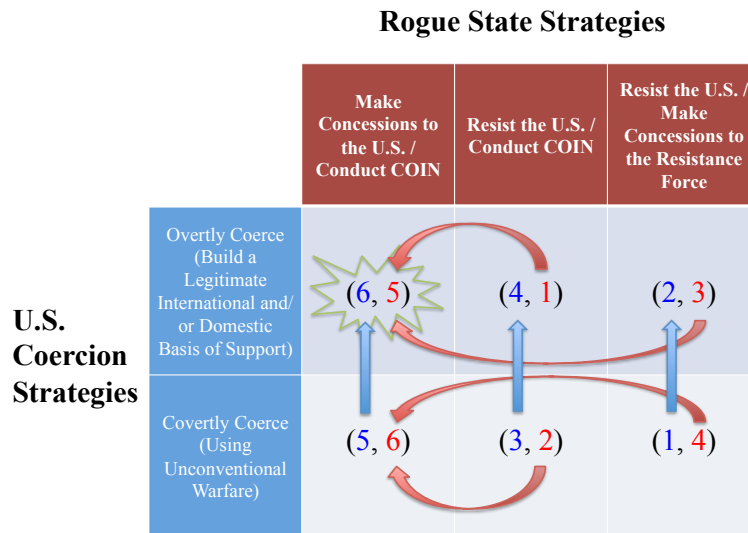 Rogue State Strategies
Make
Concessions to
the U.S. /
Conduct COIN
Resist the U.S. /
Conduct COIN
Resist the U.S. /
Make
Concessions to
the Resistance
Force
U.S.
Coercion
Strategies
Overtly Coerce
(Build a
Legitimate
International and/
or Domestic
Basis of Support)
(6, 5)
(4, 1)
(2, 3)
Covertly Coerce
(Using
Unconventional
Warfare)
(5, 6)
(3, 2)
(1, 4)